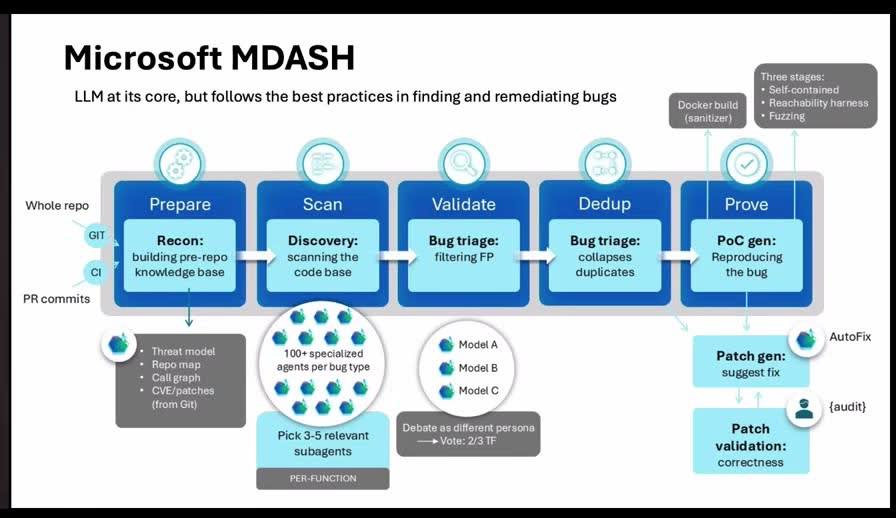 Microsoft MDASH
LLM at its core, but follows the best practices in finding and remediating bugs
Docker build
(sanitizer)
Three stages:
• Self-contained
• Reachability harness
• Fuzzing
Whole repo
GIT
CI
PR commits
Prepare
Recon:
building pre-repo
knowledge base
Scan
Discovery:
scanning the
code base
Validate
Bug triage:
filtering FP
Dedup
Bug triage:
collapses
duplicates
Prove
PoC gen:
Reproducing
the bug
• Threat model
• Repo map
• Call graph
• CVE/patches
(from Git)
100+ specialized
agents per bug type
Pick 3-5 relevant
subagents
PER-FUNCTION
Model A
Model B
Model C
Debate as different persona
Vote: 2/3 TF
AutoFix
Patch gen:
suggest fix
{audit}
Patch
validation:
correctness